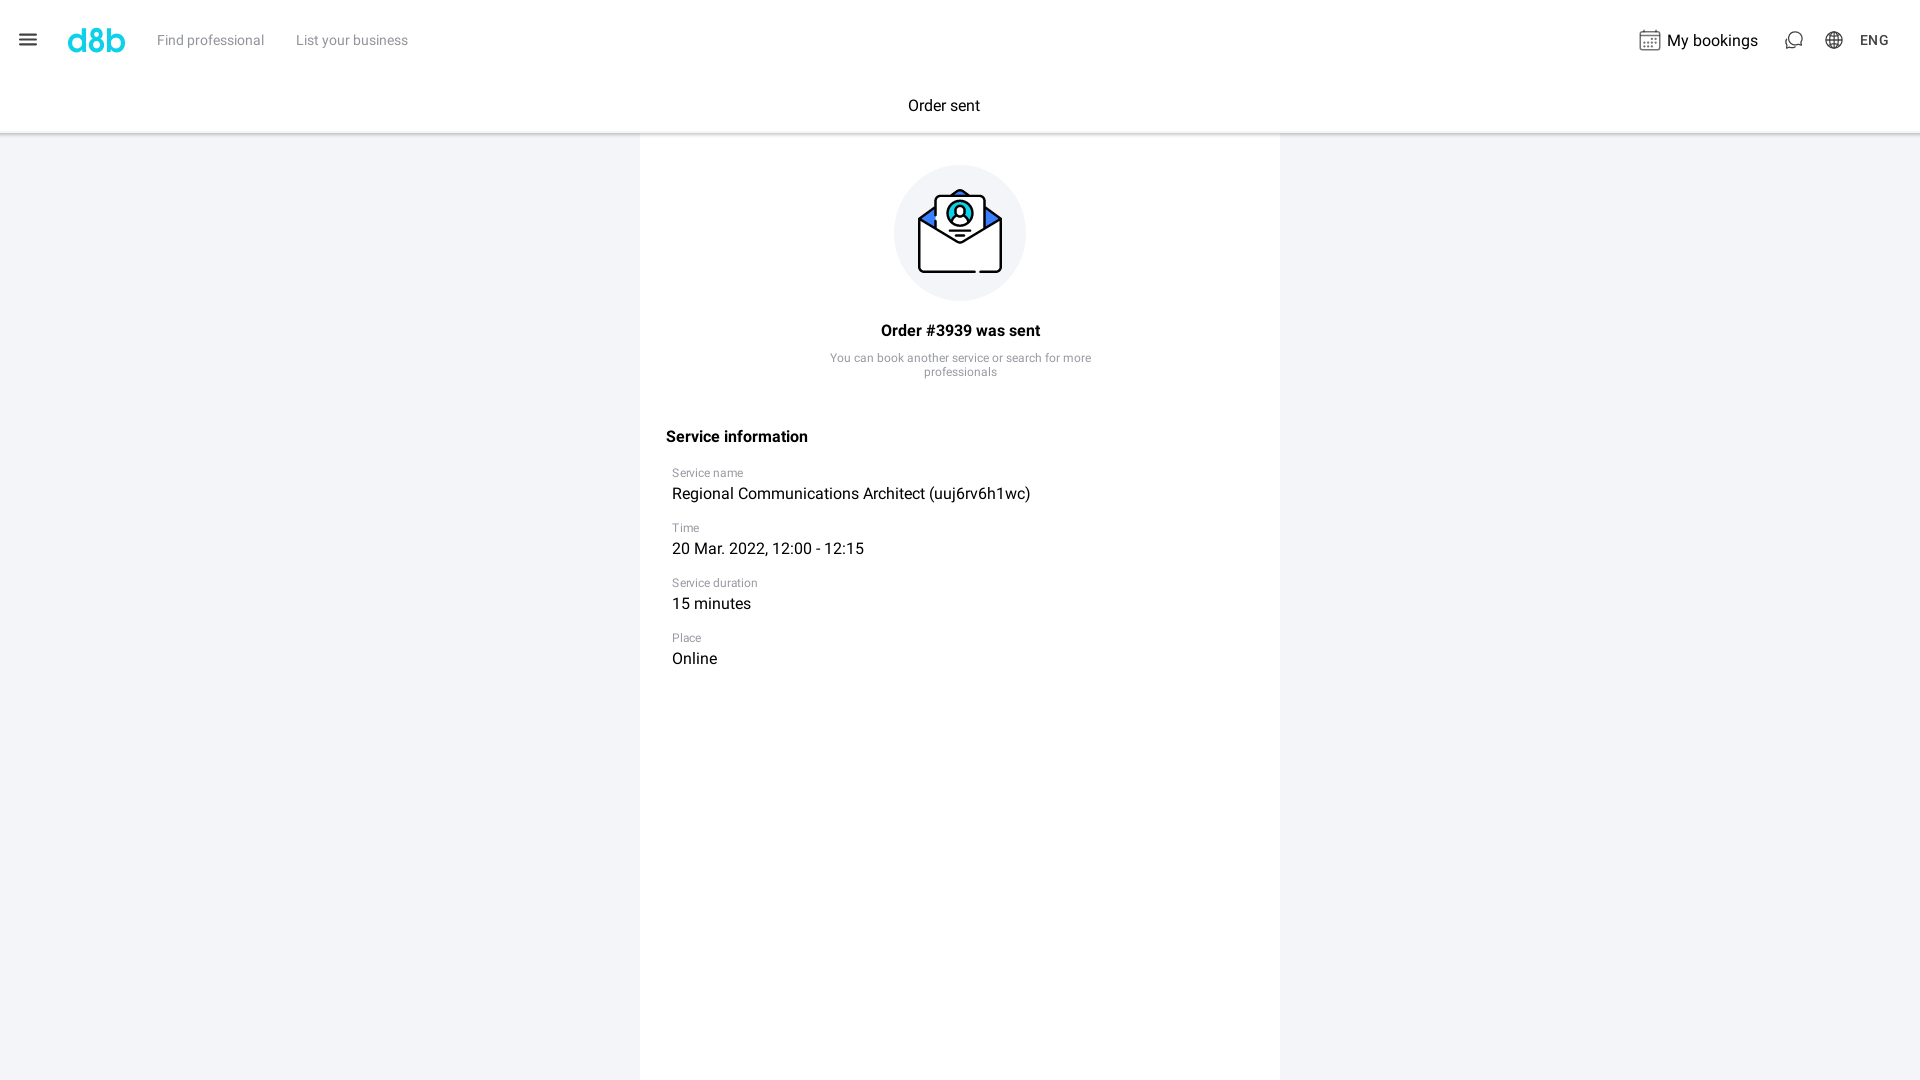 d8b
Find professional
List your business
My bookings
ENG
Order sent
Order #3939 was sent
You can book another service or search for more
professionals
Service information
Service name
Regional Communications Architect (uuj6rv6h1wc)
Time
20 Mar. 2022, 12:00 - 12:15
Service duration
15 minutes
Place
Online